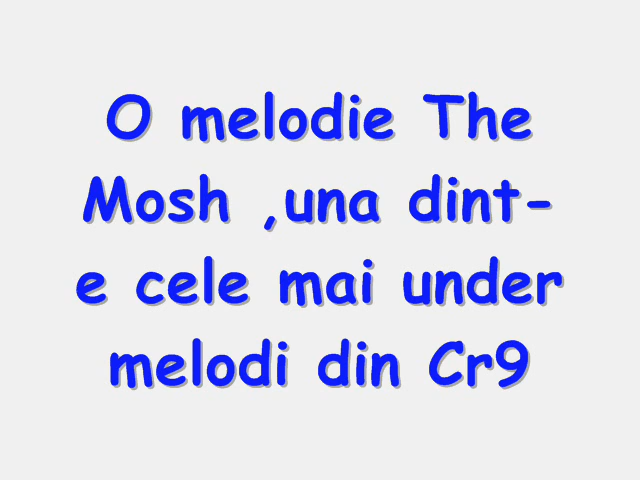 O melodie The
Mosh ,una dint-
e cele mai under
melodi din Cr9